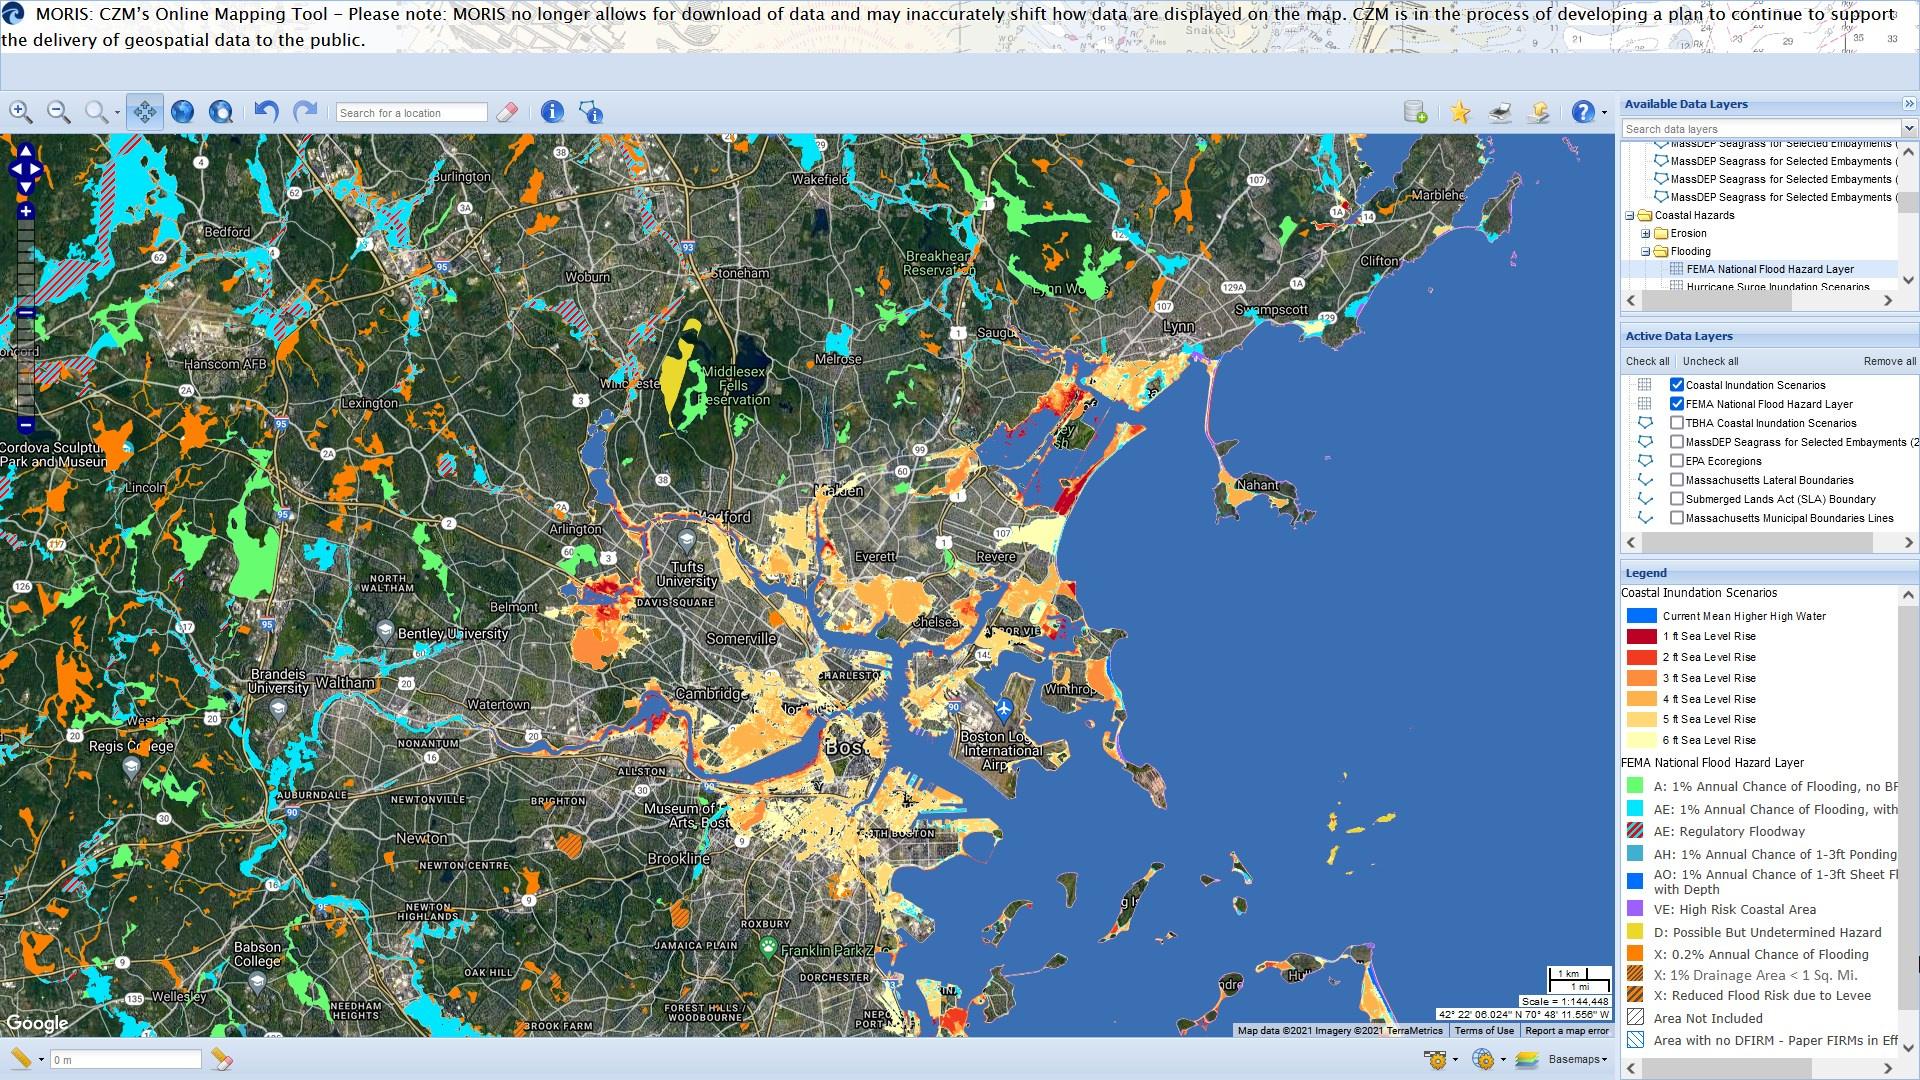 MORIS: CZM's Online Mapping Tool - Please note: MORIS no longer allows for download of data and may inaccurately shift how data are displayed on the map. CZM is in the process of developing a plan to continue to support
the delivery of geospatial data to the public.
Search for a location
Available Data Layers
Search data layers
MassDEP Seagrass for Selected Embayments (
MassDEP Seagrass for Selected Embayments (
MassDEP Seagrass for Selected Embayments (
MassDEP Seagrass for Selected Embayments (
Coastal Hazards
Erosion
Flooding
FEMA National Flood Hazard Layer
Hurricane Surge Inundation Scenarios
Active Data Layers
Check all
Uncheck all
Remove all
Coastal Inundation Scenarios
FEMA National Flood Hazard Layer
TBHA Coastal Inundation Scenarios
MassDEP Seagrass for Selected Embayments (2
EPA Ecoregions
Massachusetts Lateral Boundaries
Submerged Lands Act (SLA) Boundary
Massachusetts Municipal Boundaries Lines
Legend
Coastal Inundation Scenarios
Current Mean Higher High Water
1 ft Sea Level Rise
2 ft Sea Level Rise
3 ft Sea Level Rise
4 ft Sea Level Rise
5 ft Sea Level Rise
6 ft Sea Level Rise
FEMA National Flood Hazard Layer
A: 1% Annual Chance of Flooding, no BF
AE: 1% Annual Chance of Flooding, with
AE: Regulatory Floodway
AH: 1% Annual Chance of 1-3ft Ponding
AO: 1% Annual Chance of 1-3ft Sheet Fl
with Depth
VE: High Risk Coastal Area
D: Possible But Undetermined Hazard
X: 0.2% Annual Chance of Flooding
X: 1% Drainage Area < 1 Sq. Mi.
X: Reduced Flood Risk due to Levee
Area Not Included
Area with no DFIRM - Paper FIRMs in Eff
Burlington
Wakefield
Marblehe
Bedford
Woburn
Stoneham
Breakhear
Reservation
Clifton
Lynn Wo
Swampscott
Lynn
Saugu
Hanscom AFB
Melrose
Wincheste
Middlesex
Fells
Reservation
Lexington
Cordova Sculptu
Park and Museum
Lincoln
Nahant
Malden
Medford
Arlington
Everett
Revere
Tufts
University
NORTH
WALTHAM
Belmont
DAVIS SQUARE
Chelsea
Bentley University
Somerville
Brandeis
University
Waltham
CHARLESTO
Cambridge
Winthrop
Watertown
Weston
Regis College
NONANTUM
Bost
Boston Log
International
Airp
ALLSTON
AUBURNDALE
NEWTONVILLE
BRIGHTON
Museum of
Arts, Bost
Newton
TH BOSTON
NEWTON CENTRE
Brookline
NEWTON
HIGHLANDS
ROXBURY
JAMAICA PLAIN
Franklin Park Z
Babson
College
OAK HILL
DORCHESTER
Hu
Wellesley
NEEDHAM
HEIGHTS
BROOK FARM
FOREST HILLS /
WOODBOURNE
NEPO
PORT N
Google
1 km
1 mi
Scale = 1:144,448
42° 22' 06.024" N 70° 48' 11.556" W
Map data ©2021 Imagery ©2021 TerraMetrics
Terms of Use
Report a map error
0 m
Basemaps